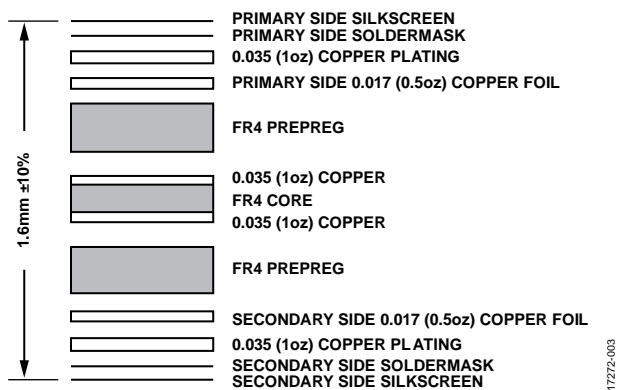 PRIMARY SIDE SILKSCREEN
PRIMARY SIDE SOLDERMASK
0.035 (1oz) COPPER PLATING
PRIMARY SIDE 0.017 (0.5oz) COPPER FOIL
FR4 PREPREG
1.6mm ±10%
0.035 (1oz) COPPER
FR4 CORE
0.035 (1oz) COPPER
FR4 PREPREG
SECONDARY SIDE 0.017 (0.5oz) COPPER FOIL
0.035 (1oz) COPPER PLATING
SECONDARY SIDE SOLDERMASK
SECONDARY SIDE SILKSCREEN
17272-003